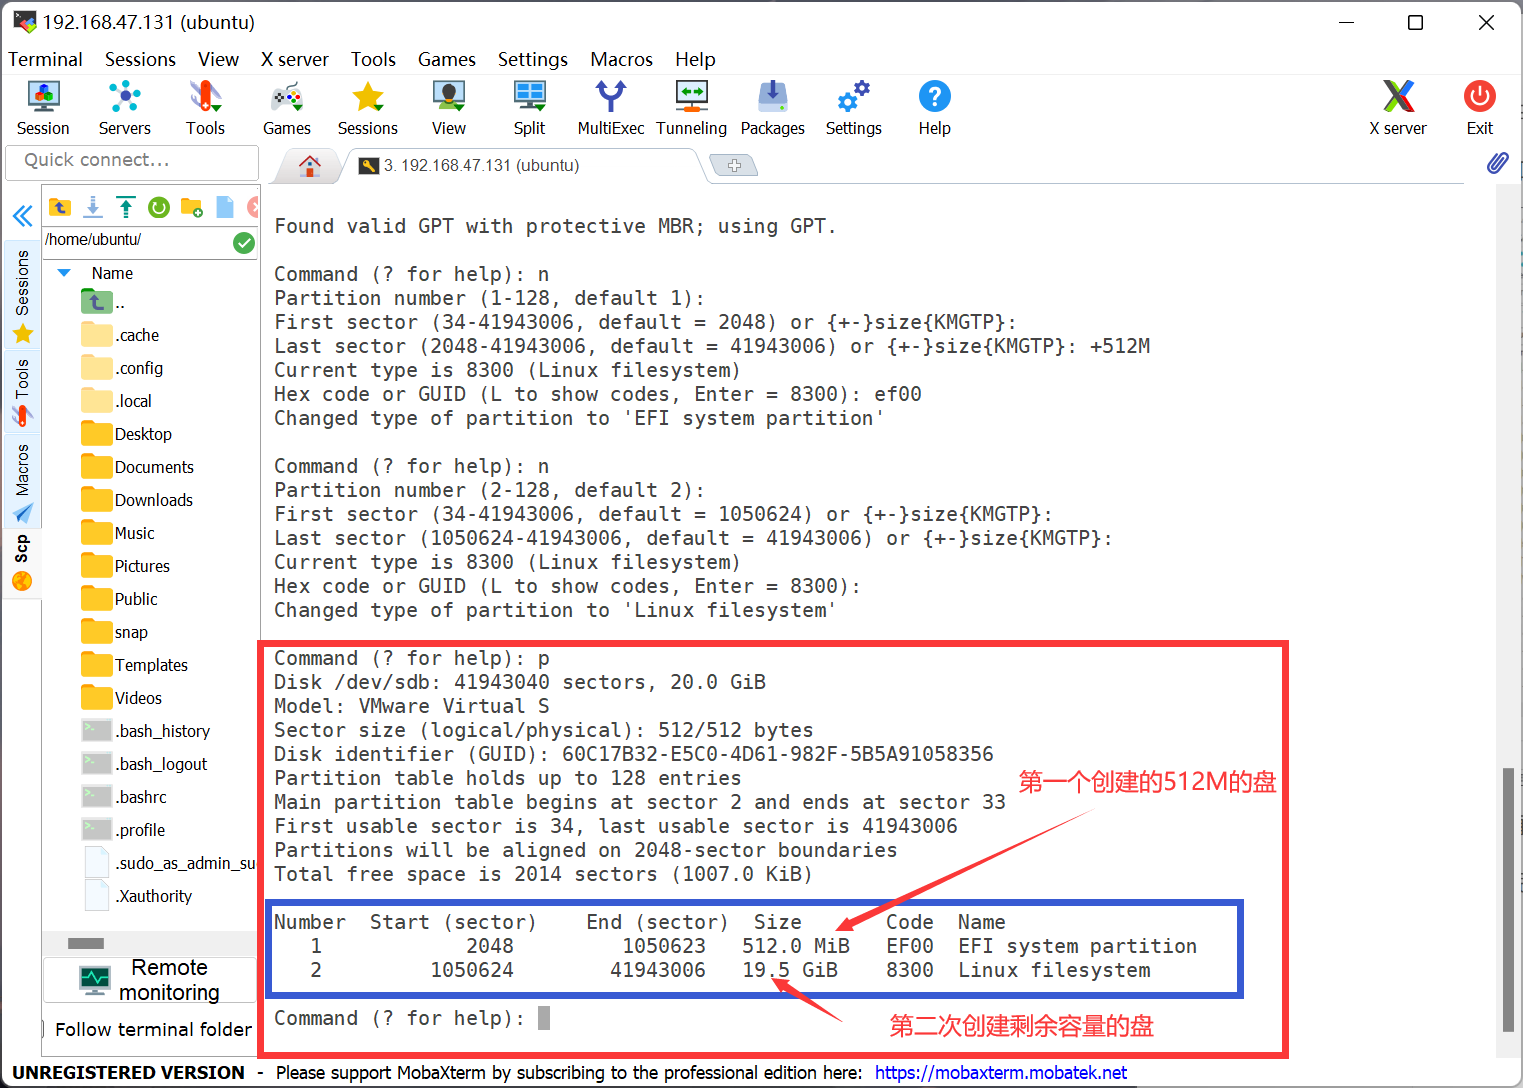 192.168.47.131 (ubuntu)
Terminal Sessions View X server Tools Games Settings Macros Help
Session Servers Tools Games Sessions View Split MultiExec Tunneling Packages Settings Help X server Exit
Quick connect...
3. 192.168.47.131 (ubuntu)
Sessions
Tools
Macros
Scp
/home/ubuntu/
Name
..
.cache
.config
.local
Desktop
Documents
Downloads
Music
Pictures
Public
snap
Templates
Videos
.bash_history
.bash_logout
.bashrc
.profile
.sudo_as_admin_su
.Xauthority
Remote
monitoring
Follow terminal folder
Found valid GPT with protective MBR; using GPT.
Command (? for help): n
Partition number (1-128, default 1):
First sector (34-41943006, default = 2048) or {+-}size{KMGTP}:
Last sector (2048-41943006, default = 41943006) or {+-}size{KMGTP}: +512M
Current type is 8300 (Linux filesystem)
Hex code or GUID (L to show codes, Enter = 8300): ef00
Changed type of partition to 'EFI system partition'
Command (? for help): n
Partition number (2-128, default 2):
First sector (34-41943006, default = 1050624) or {+-}size{KMGTP}:
Last sector (1050624-41943006, default = 41943006) or {+-}size{KMGTP}:
Current type is 8300 (Linux filesystem)
Hex code or GUID (L to show codes, Enter = 8300):
Changed type of partition to 'Linux filesystem'
Command (? for help): p
Disk /dev/sdb: 41943040 sectors, 20.0 GiB
Model: VMware Virtual S
Sector size (logical/physical): 512/512 bytes
Disk identifier (GUID): 60C17B32-E5C0-4D61-982F-5B5A91058356
Partition table holds up to 128 entries
Main partition table begins at sector 2 and ends at sector 33
First usable sector is 34, last usable sector is 41943006
Partitions will be aligned on 2048-sector boundaries
Total free space is 2014 sectors (1007.0 KiB)
第一个创建的512M的盘
Number Start (sector) End (sector) Size Code Name
1 2048 1050623 512.0 MiB EF00 EFI system partition
2 1050624 41943006 19.5 GiB 8300 Linux filesystem
Command (? for help):
第二次创建剩余容量的盘
UNREGISTERED VERSION - Please support MobaXterm by subscribing to the professional edition here: https://mobaxterm.mobatek.net